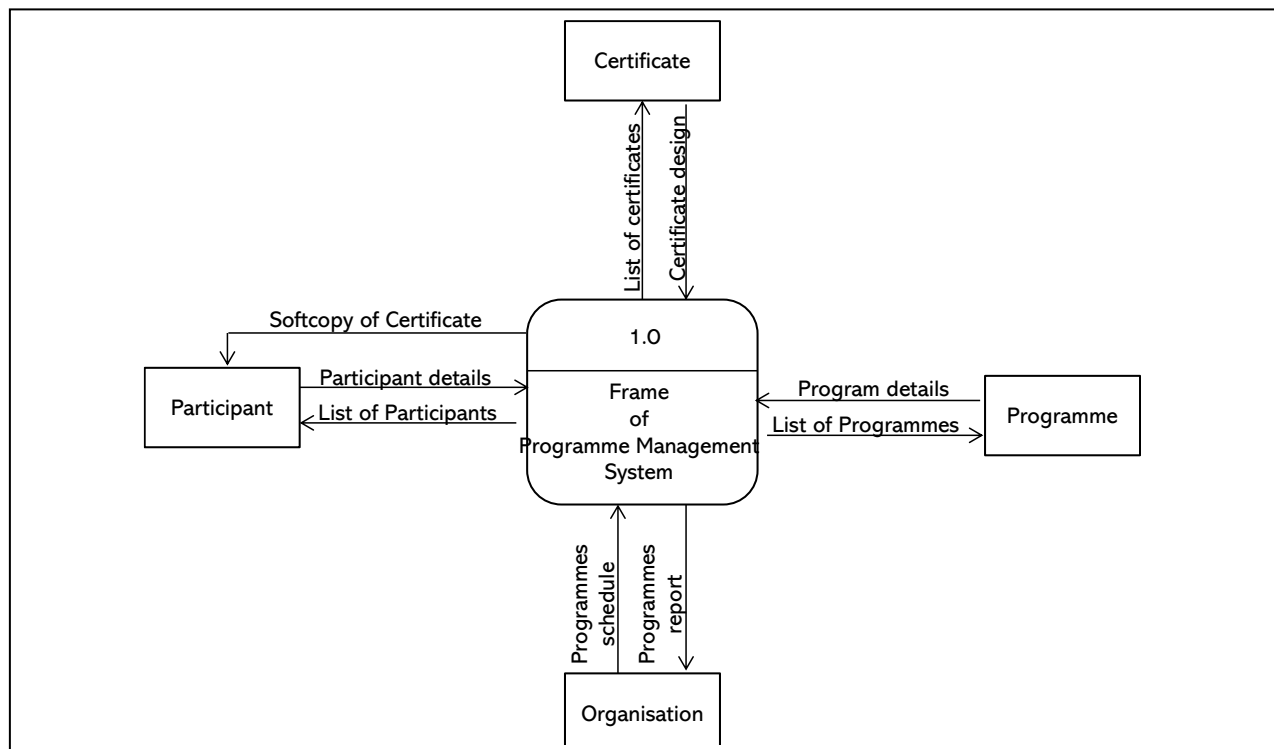 Certificate
List of certificates
Certificate design
Softcopy of Certificate
1.0
Participant details
Participant
List of Participants
Frame
of
Programme Management
System
Program details
List of Programmes
Programme
Programmes
schedule
Programmes
report
Organisation